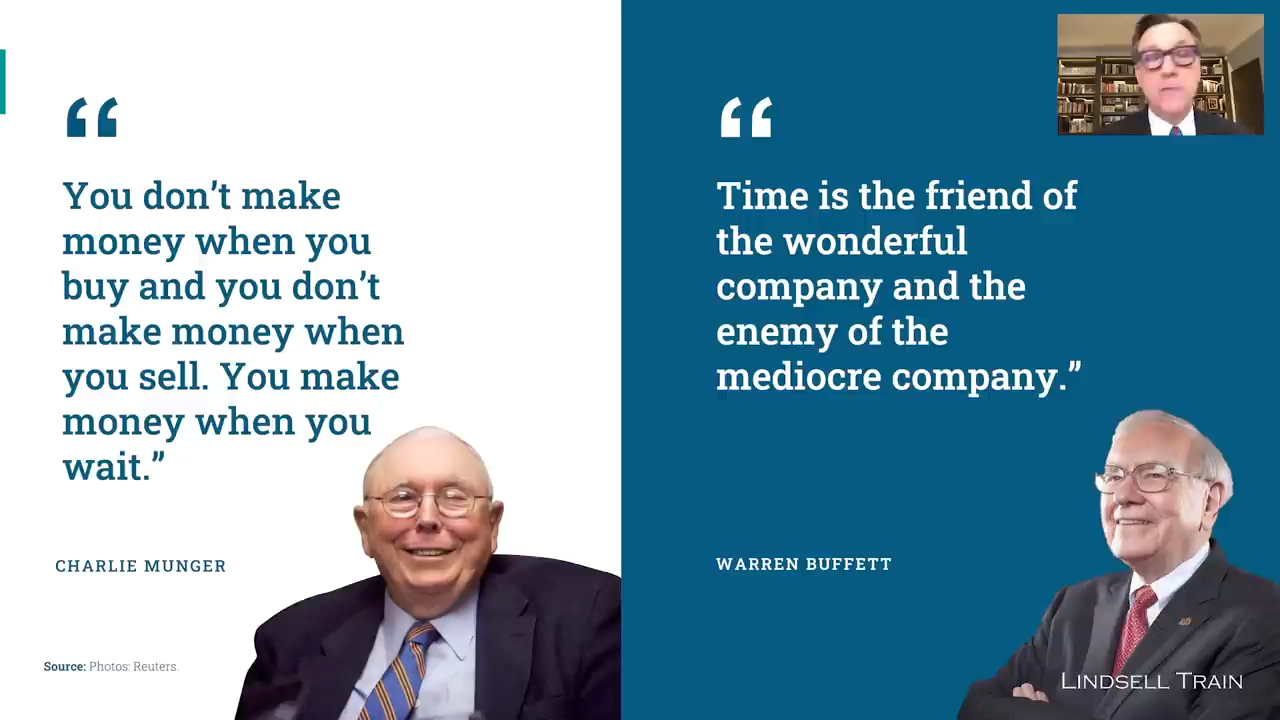 “
You don’t make
money when you
buy and you don’t
make money when
you sell. You make
money when you
wait.”
CHARLIE MUNGER
Source: Photos: Reuters.
“
Time is the friend of
the wonderful
company and the
enemy of the
mediocre company.”
WARREN BUFFETT
LINDSELL TRAIN